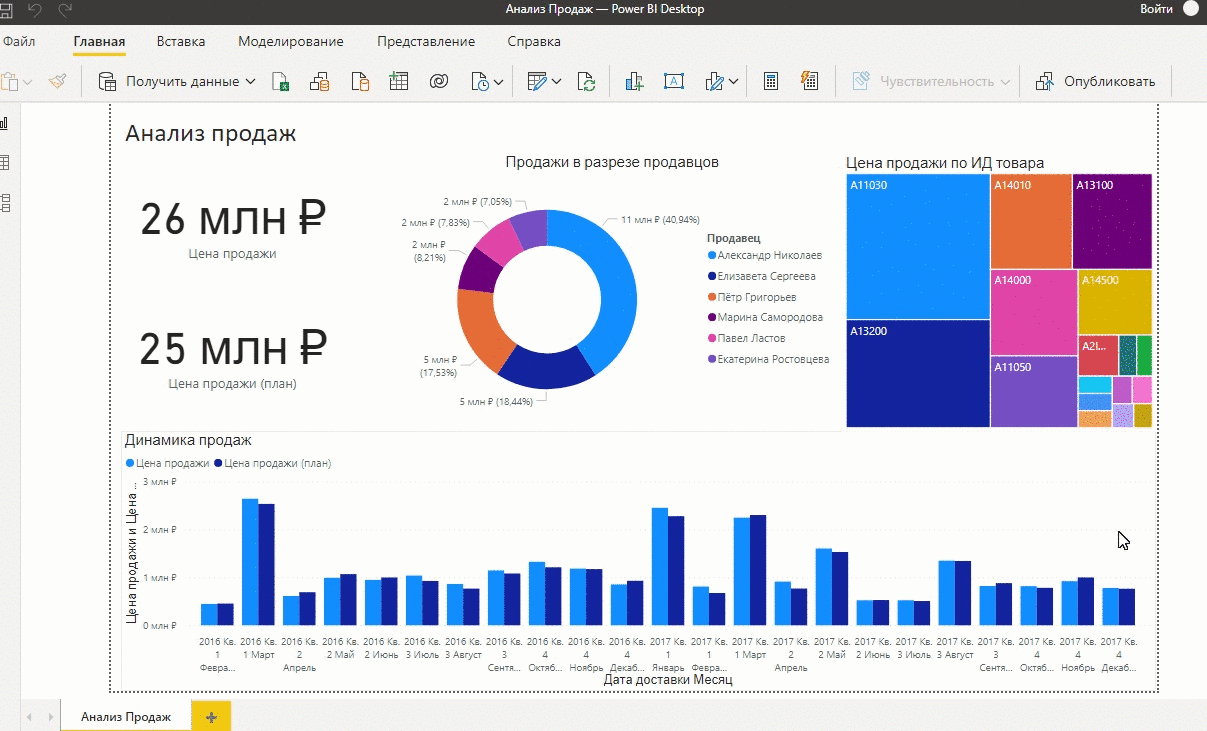 Анализ Продаж — Power BI Desktop
Войти
Файл
Главная
Вставка
Моделирование
Представление
Справка
Получить данные
Чувствительность
Опубликовать
Анализ продаж
26 млн ₽
Цена продажи
25 млн ₽
Цена продажи (план)
Продажи в разрезе продавцов
2 млн ₽ (7,05%)
2 млн ₽ (7,83%)
2 млн ₽
(8,21%)
5 млн ₽
(17,53%)
5 млн ₽ (18,44%)
11 млн ₽ (40,94%)
Продавец
Александр Николаев
Елизавета Сергеева
Пётр Григорьев
Марина Самородова
Павел Ластов
Екатерина Ростовцева
Цена продажи по ИД товара
A11030
A14010
A13100
A14000
A14500
A13200
A11050
A2I...
Динамика продаж
Цена продажи
Цена продажи (план)
Цена продажи и Цена ...
3 млн ₽
2 млн ₽
1 млн ₽
0 млн ₽
2016 Кв.
1
Февра...
2016 Кв.
1 Март
2016 Кв.
2
Апрель
2016 Кв.
2 Май
2016 Кв.
2 Июнь
2016 Кв.
3 Июль
2016 Кв.
3 Август
2016 Кв.
3
Сентя...
2016 Кв.
4
Октяб...
2016 Кв.
4
Ноябрь
2016 Кв.
4
Декаб...
2017 Кв.
1
Январь
2017 Кв.
1
Февра...
2017 Кв.
1 Март
2017 Кв.
2
Апрель
2017 Кв.
2 Май
2017 Кв.
2 Июнь
2017 Кв.
3 Июль
2017 Кв.
3 Август
2017 Кв.
3
Сентя...
2017 Кв.
4
Октяб...
2017 Кв.
4
Ноябрь
2017 Кв.
4
Декаб...
Дата доставки Месяц
Анализ Продаж